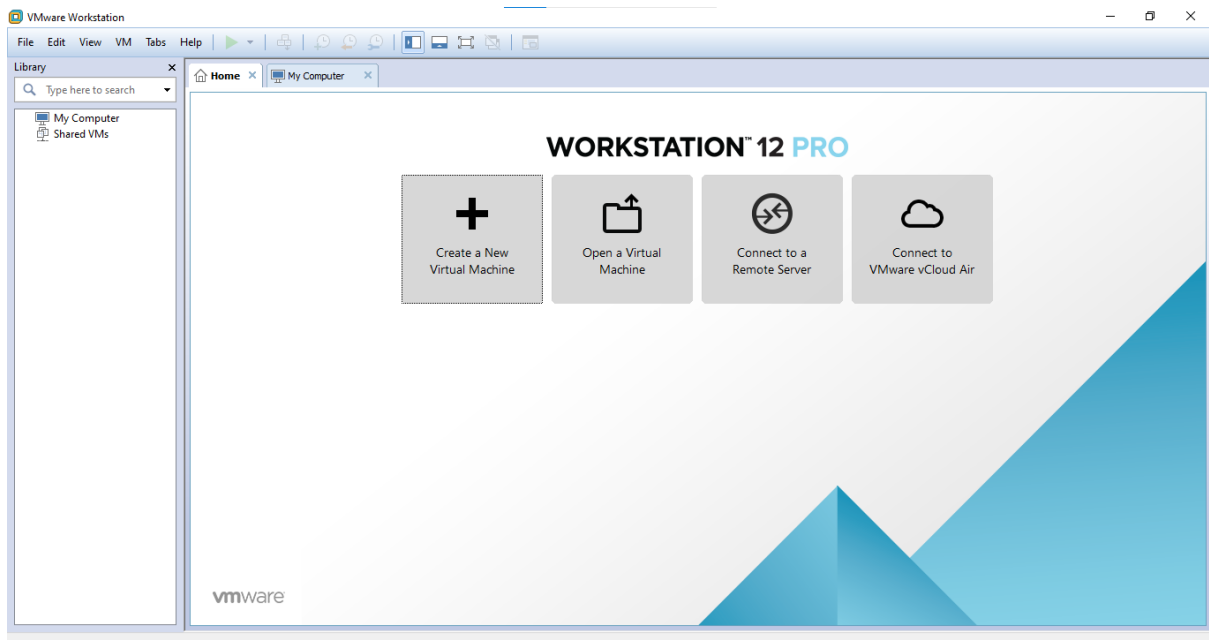 VMware Workstation
File Edit View VM Tabs Help
Library
Home My Computer
Type here to search
My Computer
Shared VMs
WORKSTATION™ 12 PRO
Create a New
Virtual Machine
Open a Virtual
Machine
Connect to a
Remote Server
Connect to
VMware vCloud Air
vmware